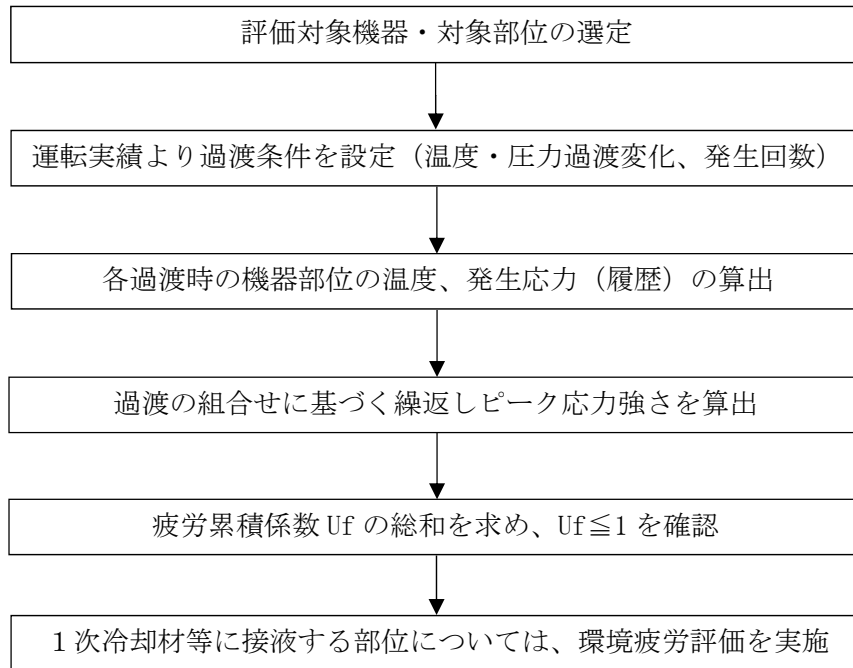 評価対象機器・対象部位の選定
運転実績より過渡条件を設定（温度・圧力過渡変化、発生回数）
各過渡時の機器部位の温度、発生応力（履歴）の算出
過渡の組合せに基づく繰返しピーク応力強さを算出
疲労累積係数 Uf の総和を求め、Uf≦1 を確認
１次冷却材等に接液する部位については、環境疲労評価を実施